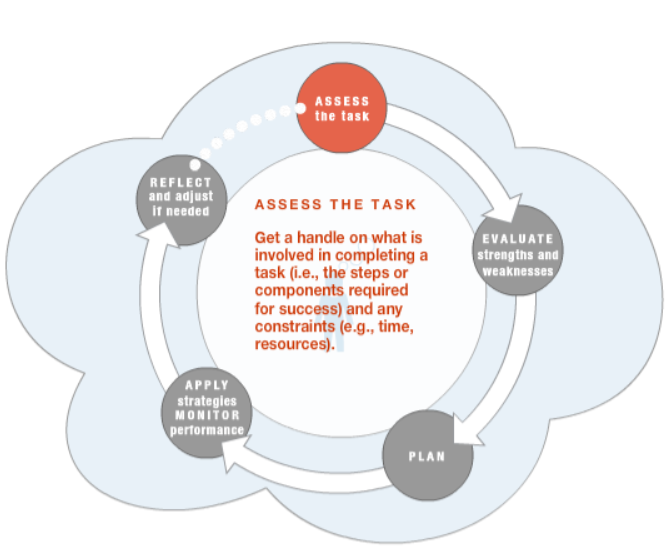 ASSESS
the task
EVALUATE
strengths and
weaknesses
PLAN
APPLY
strategies
MONITOR
performance
REFLECT
and adjust
if needed
ASSESS THE TASK
Get a handle on what is
involved in completing a
task (i.e., the steps or
components required
for success) and any
constraints (e.g., time,
resources).